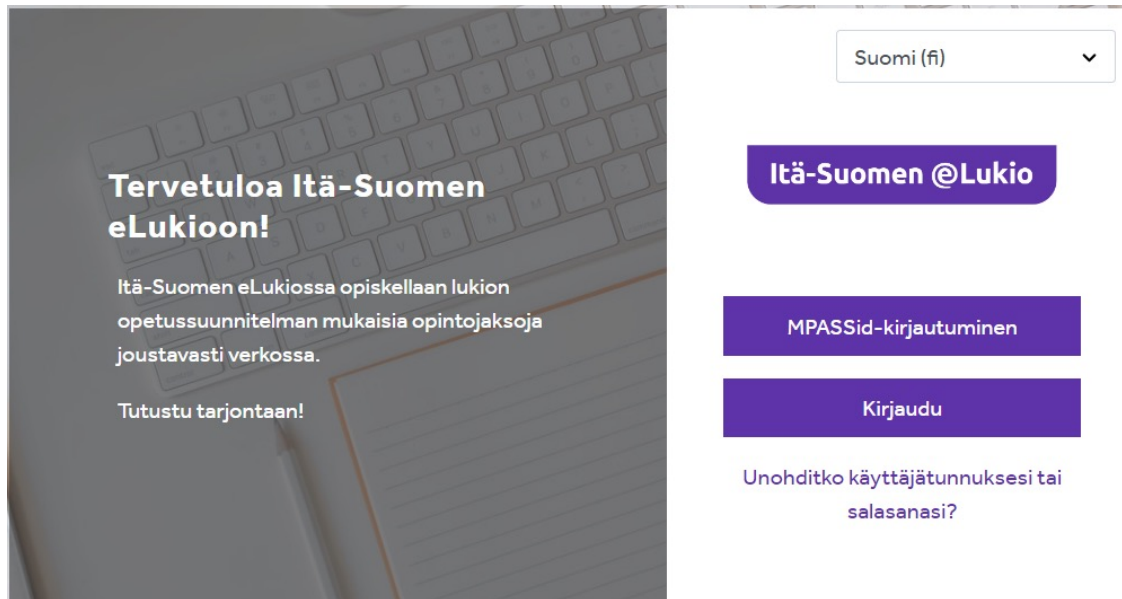 Suomi (fi)
Itä-Suomen @Lukio
Tervetuloa Itä-Suomen
eLukioon!
Itä-Suomen eLukiossa opiskellaan lukion
opetussuunnitelman mukaisia opintojaksoja
joustavasti verkossa.
Tutustu tarjontaan!
MPASSid-kirjautuminen
Kirjaudu
Unohditko käyttäjätunnuksesi tai
salasanasi?